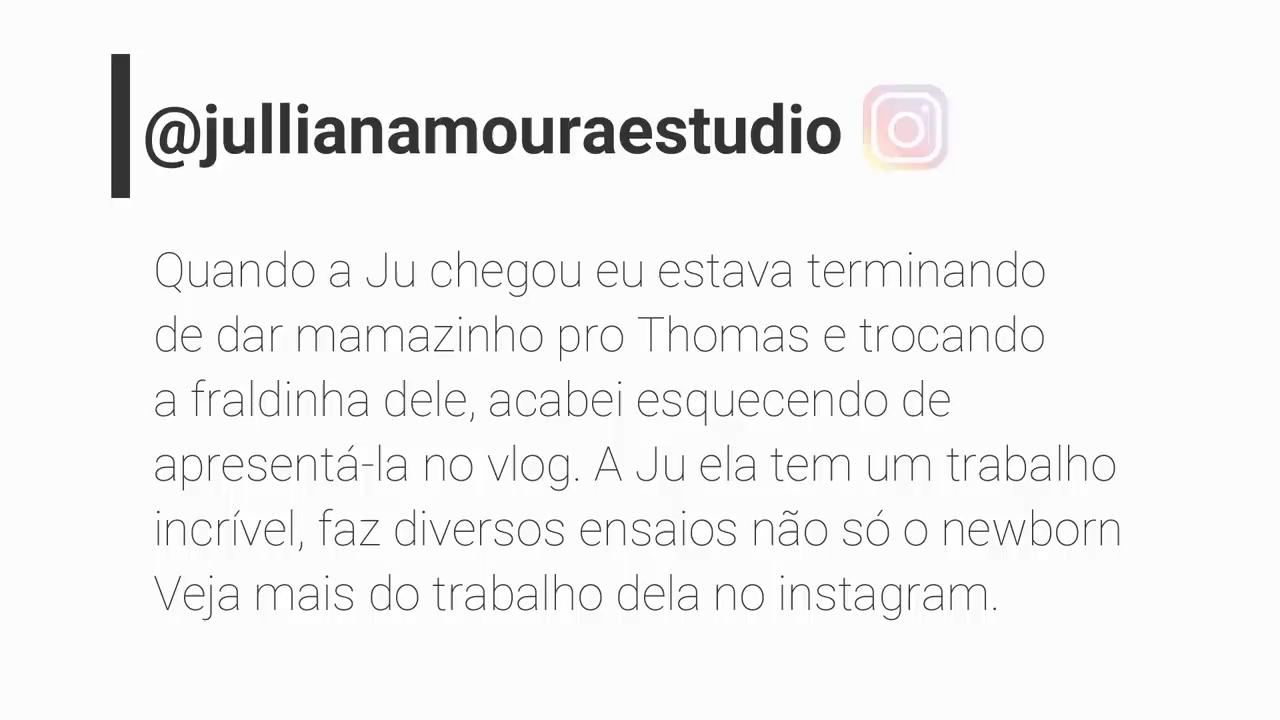 @jullianamouraestudio
Quando a Ju chegou eu estava terminando
de dar mamazinho pro Thomas e trocando
a fraldinha dele, acabei esquecendo de
apresentá-la no vlog. A Ju ela tem um trabalho
incrível, faz diversos ensaios não só o newborn
Veja mais do trabalho dela no instagram.